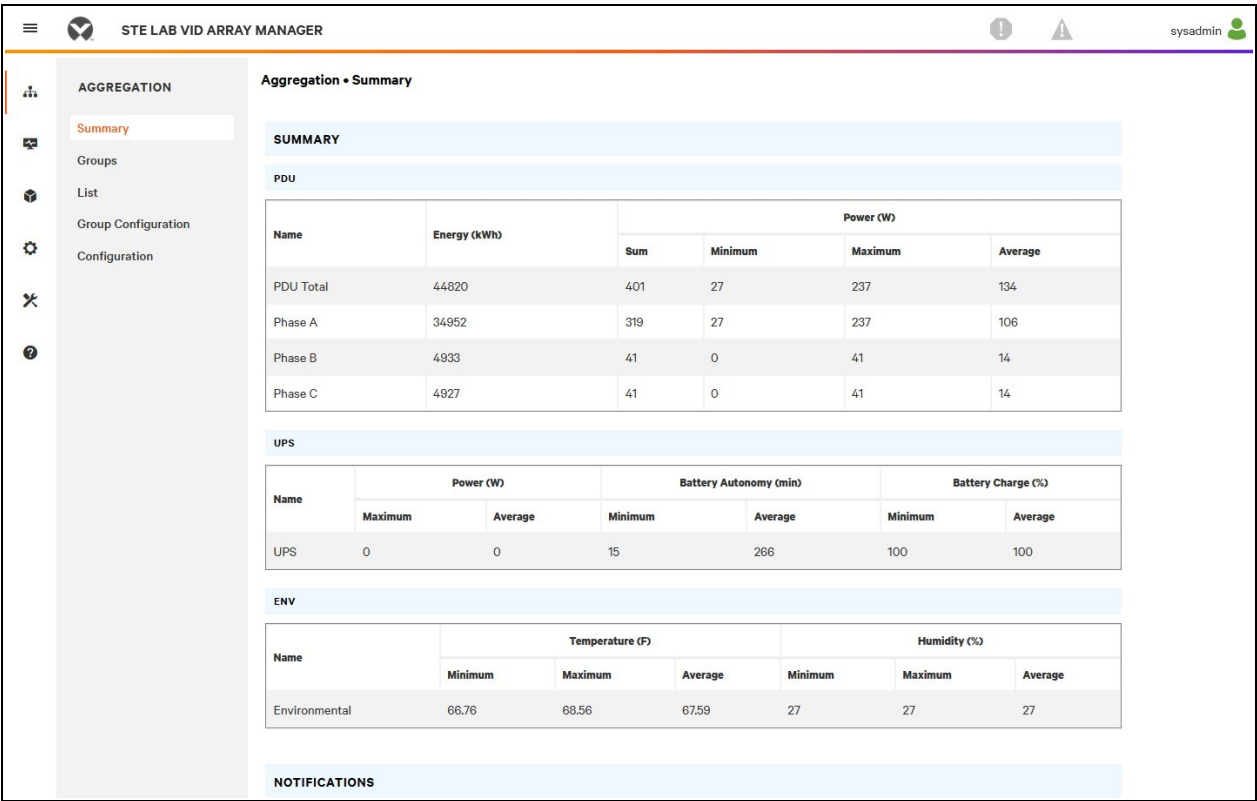 STE LAB VID ARRAY MANAGER
sysadmin
AGGREGATION
Summary
Groups
List
Group Configuration
Configuration
Aggregation • Summary
SUMMARY
PDU
Name Energy (kWh) Power (W)
Sum Minimum Maximum Average
PDU Total 44820 401 27 237 134
Phase A 34952 319 27 237 106
Phase B 4933 41 0 41 14
Phase C 4927 41 0 41 14
UPS
Name Power (W) Battery Autonomy (min) Battery Charge (%)
Maximum Average Minimum Average Minimum Average
UPS 0 0 15 266 100 100
ENV
Name Temperature (F) Humidity (%)
Minimum Maximum Average Minimum Maximum Average
Environmental 66.76 68.56 67.59 27 27 27
NOTIFICATIONS